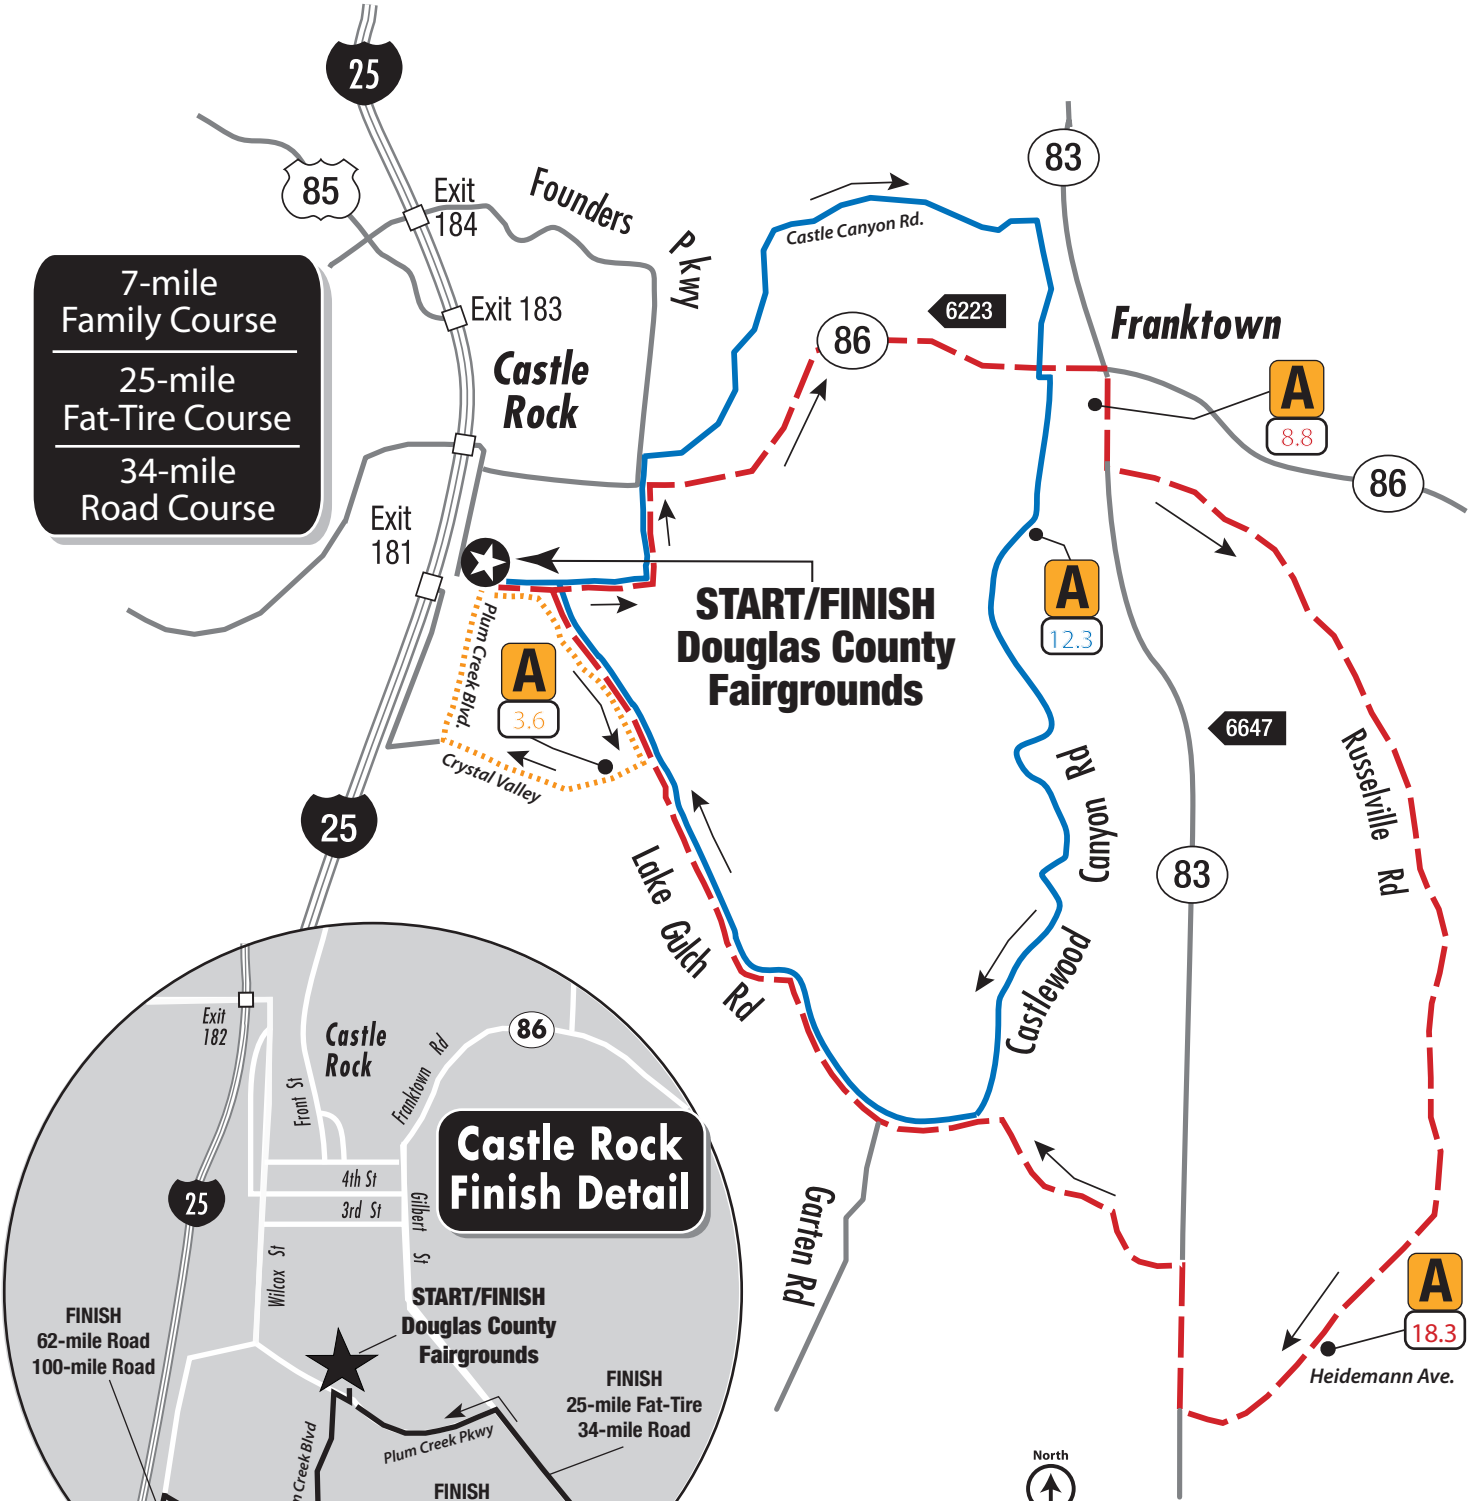 25
83
85
Exit
184
Founders
Pkwy
Castle Canyon Rd.
7-mile
Family Course
25-mile
Fat-Tire Course
34-mile
Road Course
Exit 183
6223
86
Franktown
Castle
Rock
A
8.8
86
Exit
181
START/FINISH
Douglas County
Fairgrounds
A
12.3
Plum Creek Blvd.
A
3.6
Crystal Valley
6647
Russelville Rd
25
Castlewood Canyon Rd
Lake Gulch Rd
83
Garten Rd
A
18.3
Heidemann Ave.
North
Exit
182
Castle
Rock
86
Franktown Rd
Front St
Castle Rock
Finish Detail
4th St
3rd St
Gilbert St
25
Wilcox St
START/FINISH
Douglas County
Fairgrounds
FINISH
62-mile Road
100-mile Road
FINISH
25-mile Fat-Tire
34-mile Road
Plum Creek Pkwy
n Creek Blvd
FINISH